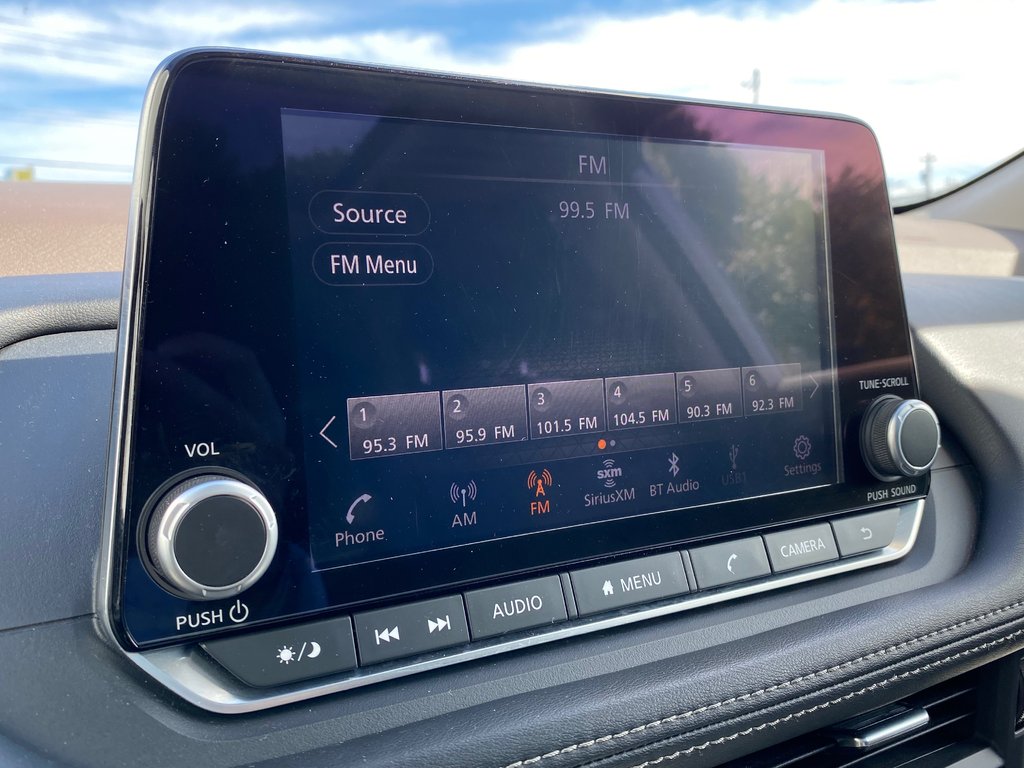 FM
99.5 FM
Source
FM Menu
1 2 3 4 5 6
95.3 FM 95.9 FM 101.5 FM 104.5 FM 90.3 FM 92.3 FM
Phone AM FM sxm SiriusXM BT Audio USB1 Settings
VOL
PUSH
TUNE·SCROLL
PUSH SOUND
AUDIO MENU CAMERA